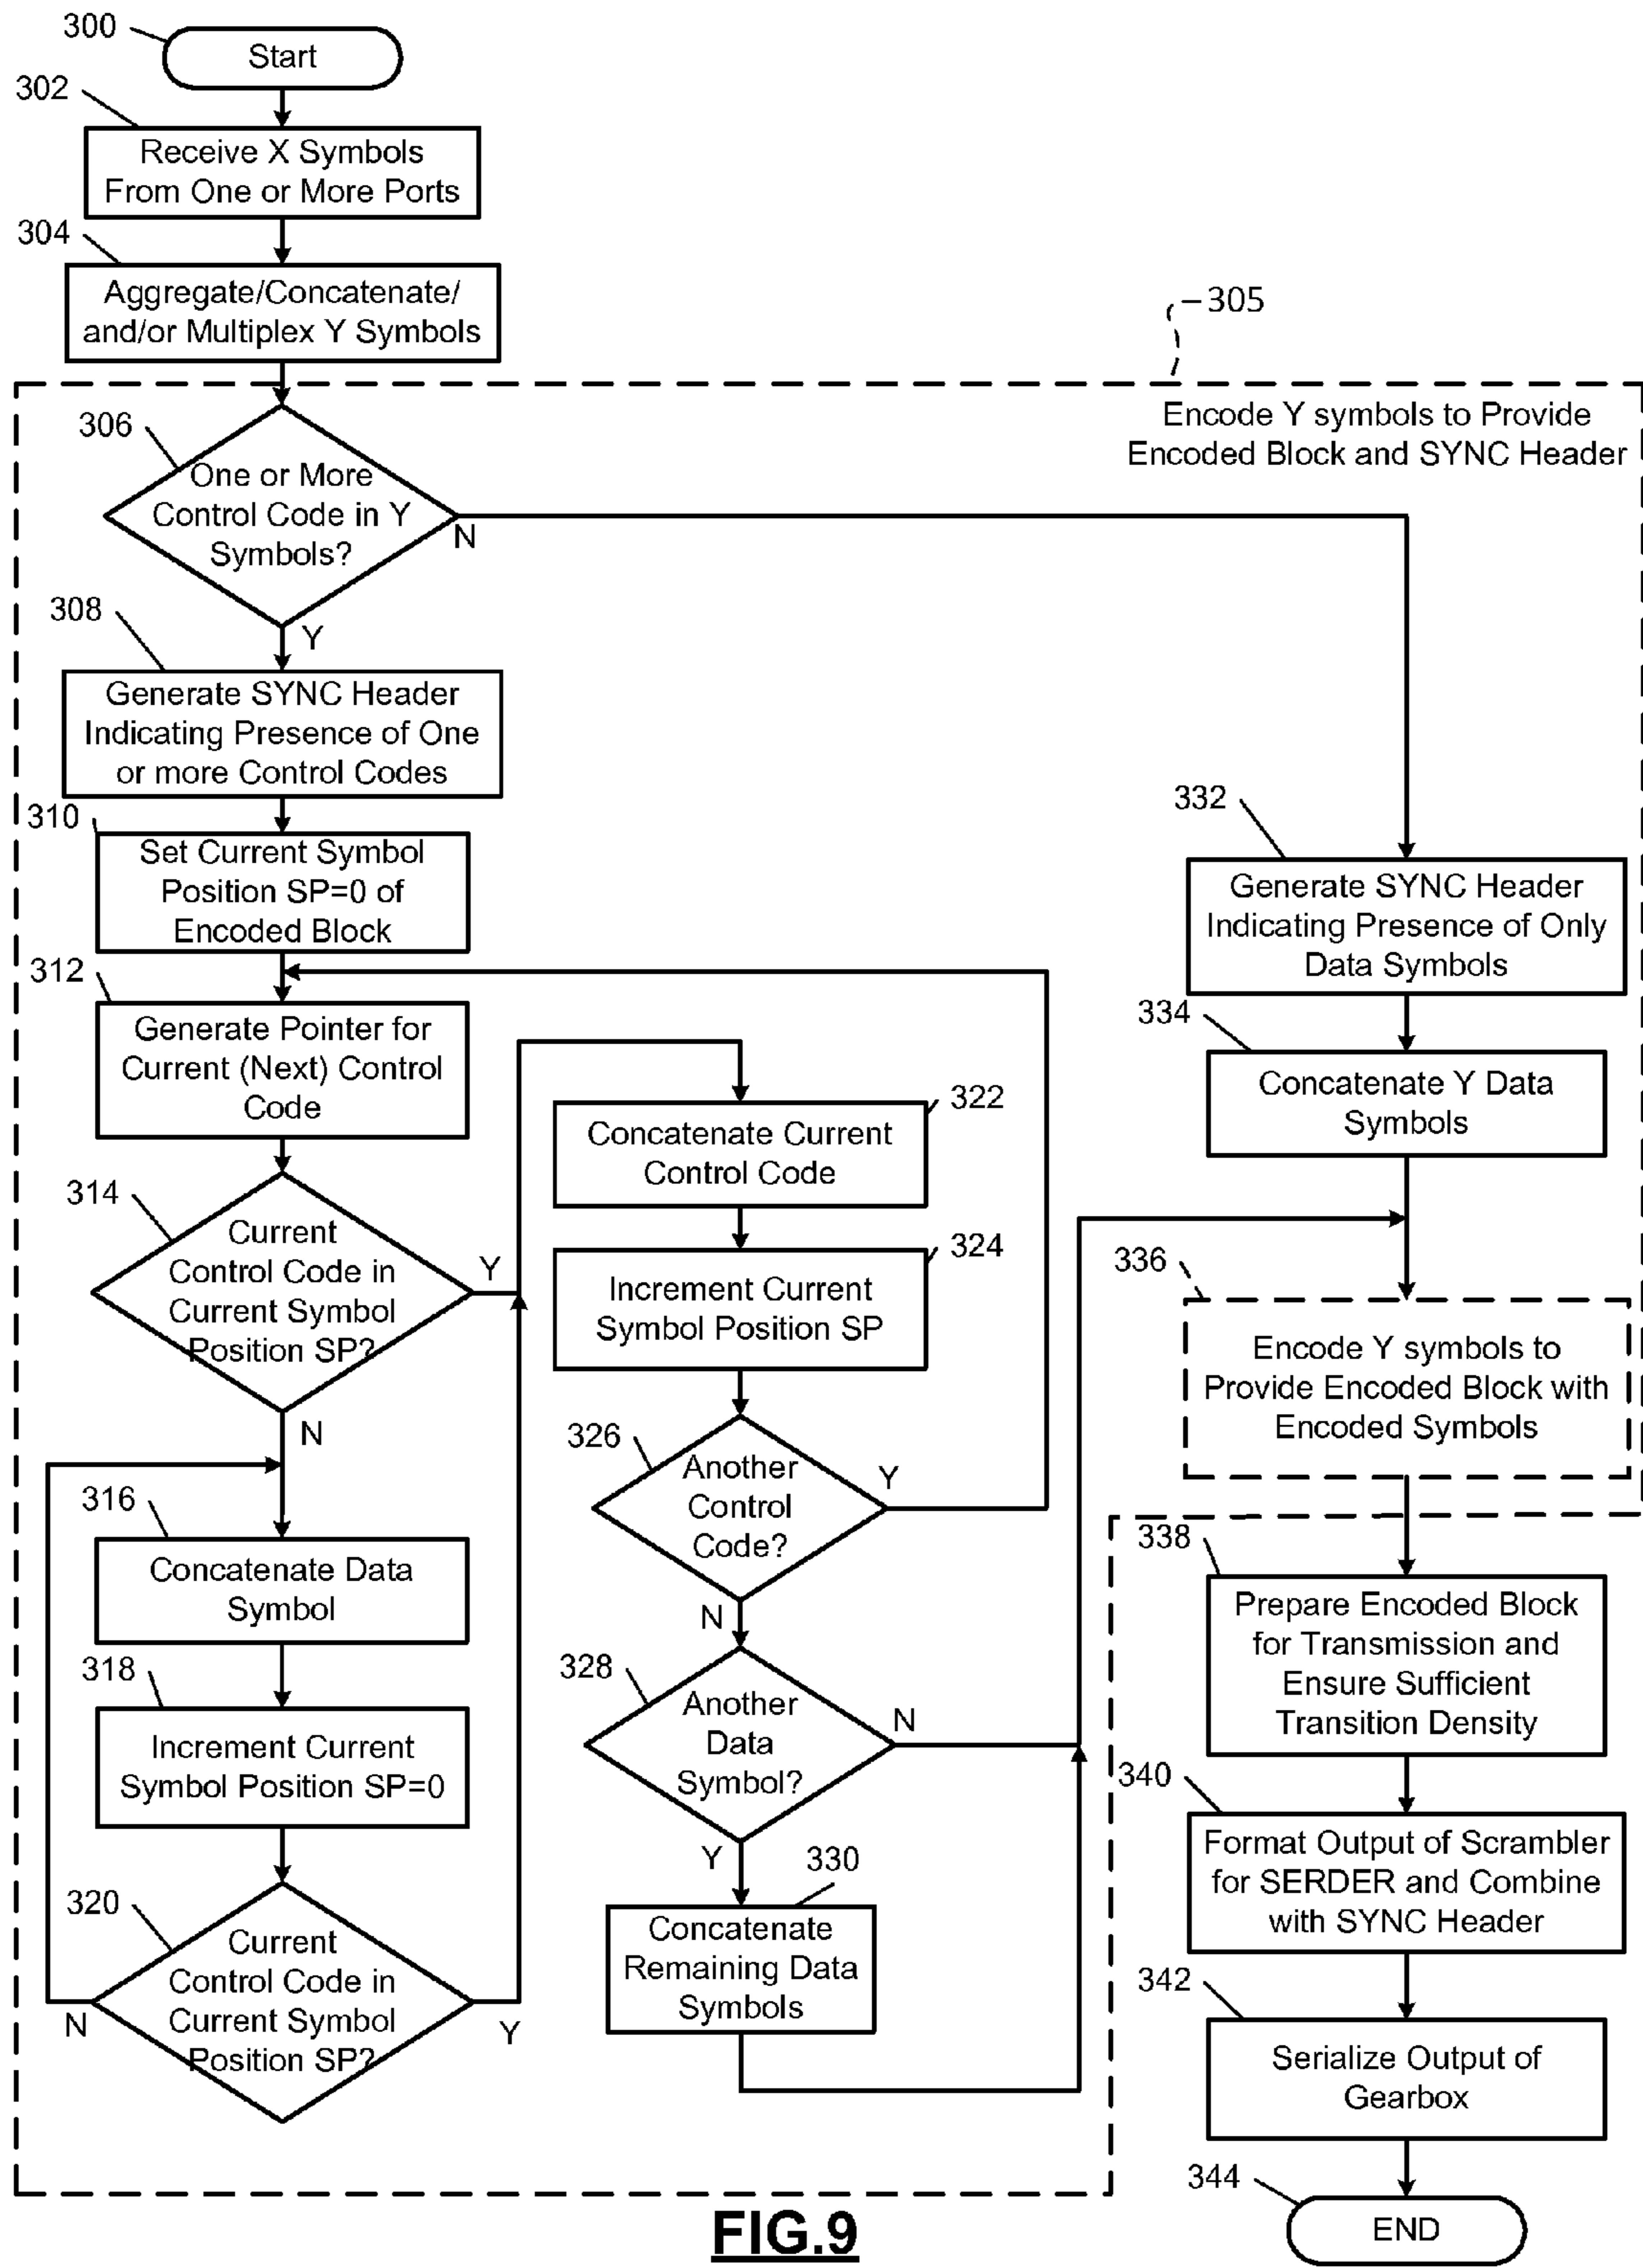 300
Start
302
Receive X Symbols
From One or More Ports
304
Aggregate/Concatenate/
and/or Multiplex Y Symbols
305
Encode Y symbols to Provide
Encoded Block and SYNC Header
306
One or More
Control Code in Y
Symbols?
N
Y
308
Generate SYNC Header
Indicating Presence of One
or more Control Codes
310
Set Current Symbol
Position SP=0 of
Encoded Block
312
Generate Pointer for
Current (Next) Control
Code
314
Current
Control Code in
Current Symbol
Position SP?
Y
N
316
Concatenate Data
Symbol
318
Increment Current
Symbol Position SP=0
320
Current
Control Code in
Current Symbol
Position SP?
N
Y
322
Concatenate Current
Control Code
324
Increment Current
Symbol Position SP
326
Another
Control
Code?
Y
N
328
Another
Data
Symbol?
N
Y
330
Concatenate
Remaining Data
Symbols
332
Generate SYNC Header
Indicating Presence of Only
Data Symbols
334
Concatenate Y Data
Symbols
336
Encode Y symbols to
Provide Encoded Block with
Encoded Symbols
338
Prepare Encoded Block
for Transmission and
Ensure Sufficient
Transition Density
340
Format Output of Scrambler
for SERDER and Combine
with SYNC Header
342
Serialize Output of
Gearbox
344
END
FIG.9